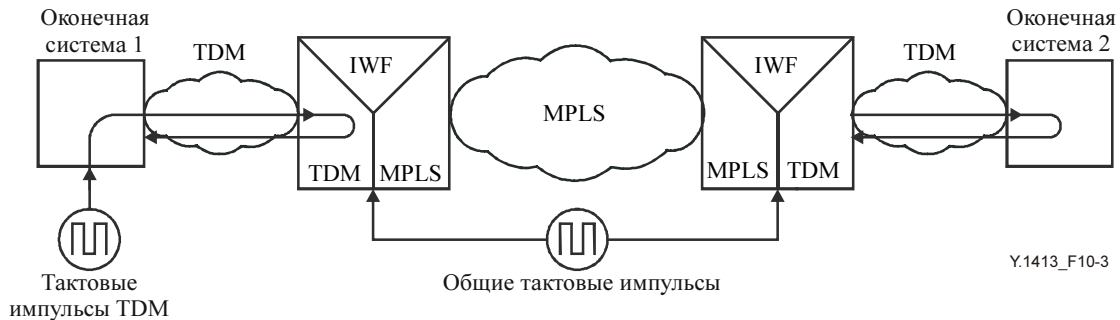 Оконечная
система 1
TDM
IWF
TDM
MPLS
MPLS
IWF
MPLS
TDM
TDM
Оконечная
система 2
Тактовые
импульсы TDM
Общие тактовые импульсы
Y.1413_F10-3